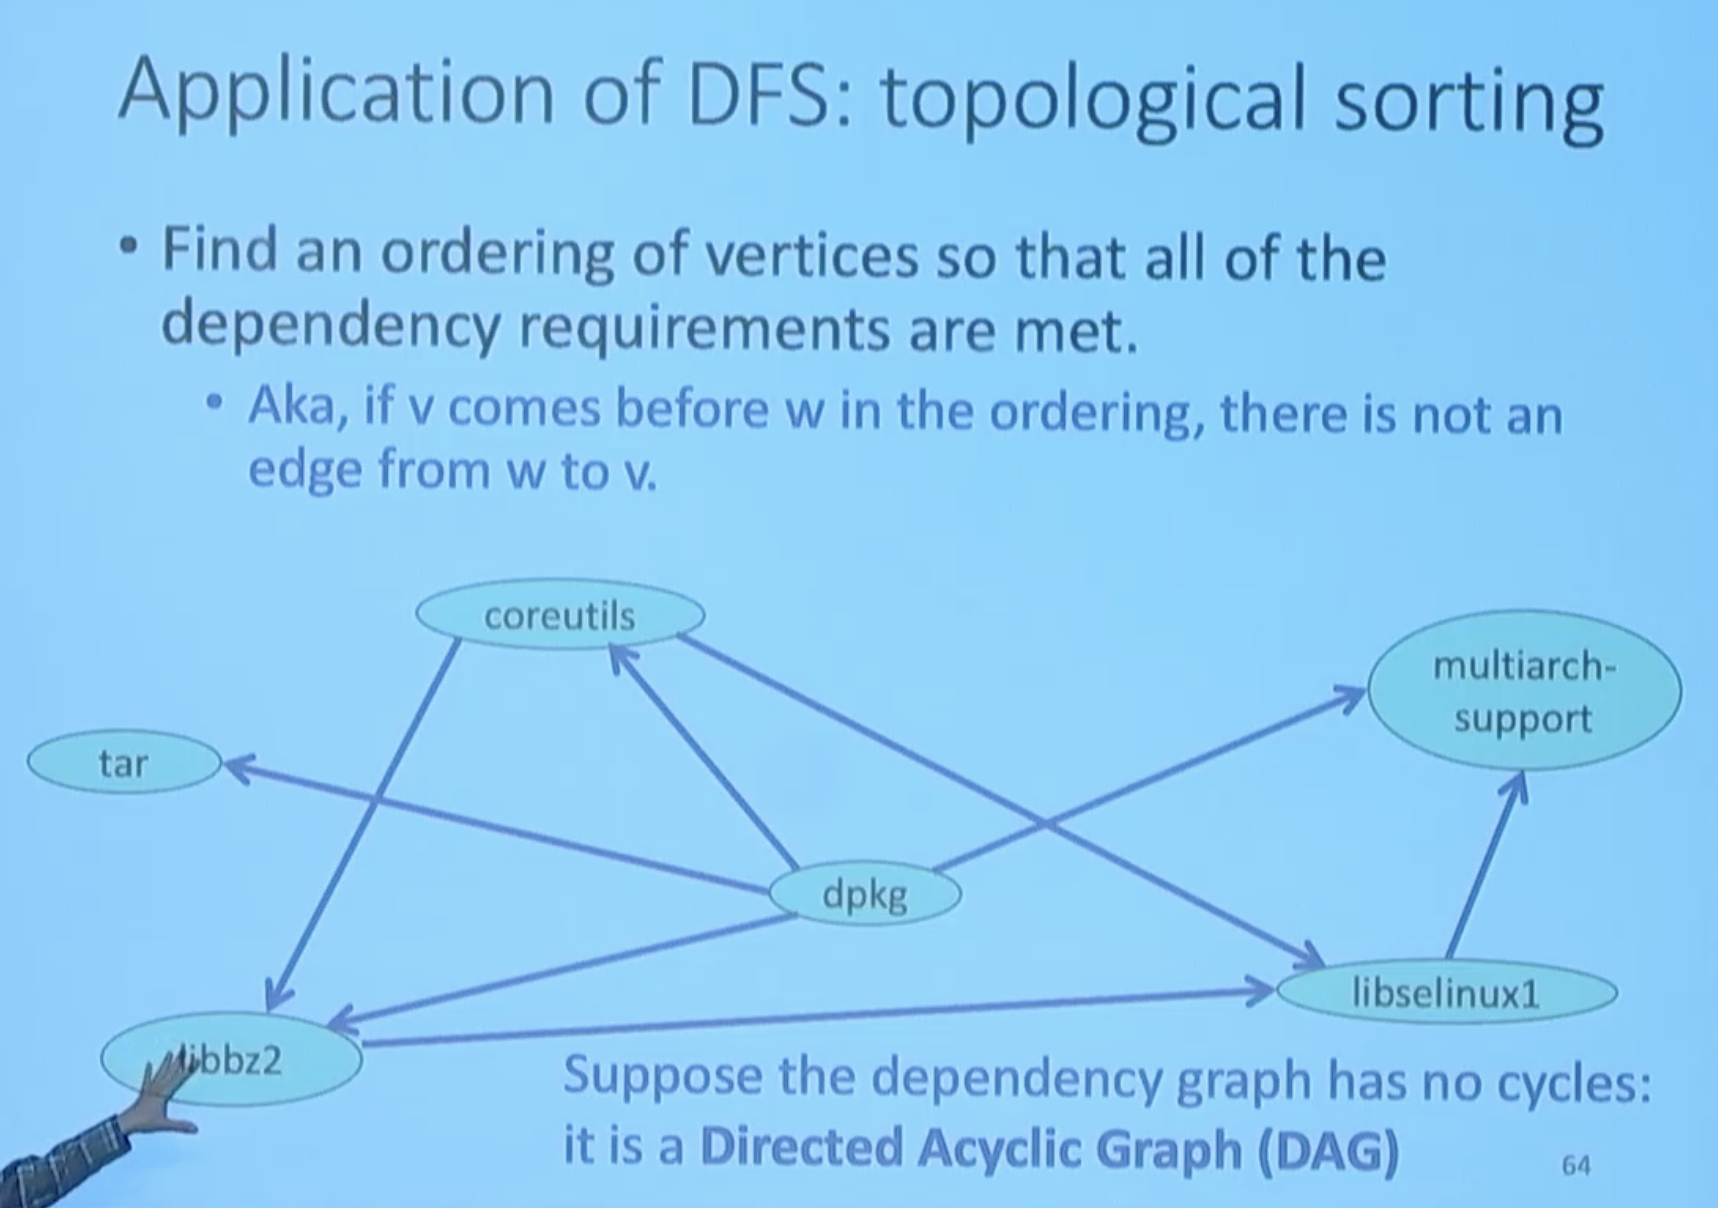 Application of DFS: topological sorting
• Find an ordering of vertices so that all of the
dependency requirements are met.
• Aka, if v comes before w in the ordering, there is not an
edge from w to v.
coreutils
multiarch-
support
tar
dpkg
libselinux1
libbz2
Suppose the dependency graph has no cycles:
it is a Directed Acyclic Graph (DAG)
64